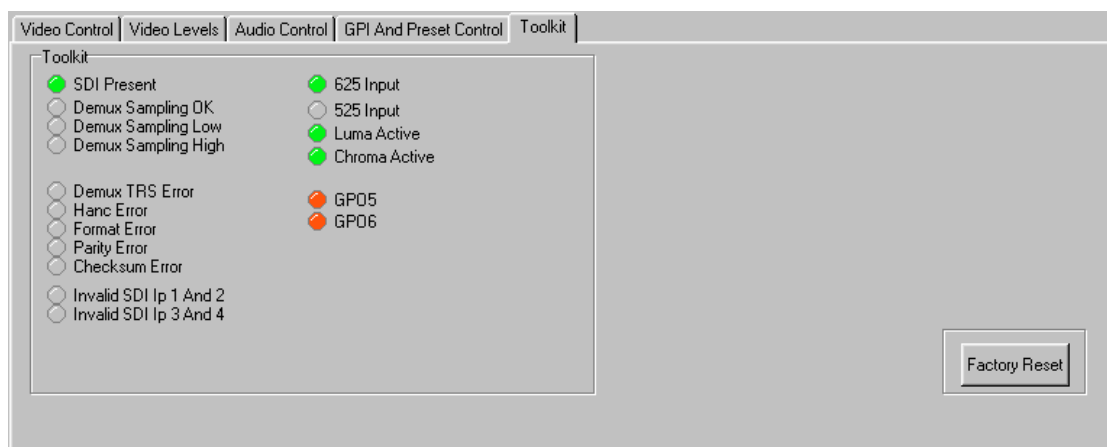 Video Control
Video Levels
Audio Control
GPI And Preset Control
Toolkit
Toolkit
SDI Present
Demux Sampling OK
Demux Sampling Low
Demux Sampling High
Demux TRS Error
Hanc Error
Format Error
Parity Error
Checksum Error
Invalid SDI Ip 1 And 2
Invalid SDI Ip 3 And 4
625 Input
525 Input
Luma Active
Chroma Active
GPO5
GPO6
Factory Reset